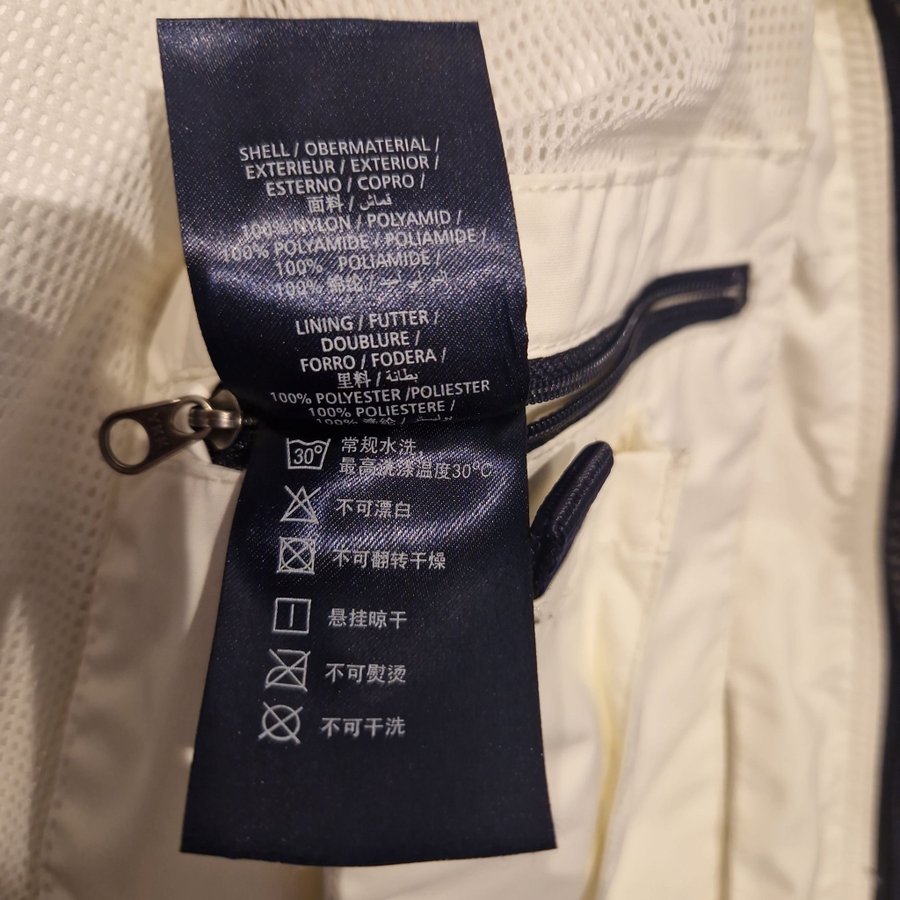 SHELL / OBERMATERIAL /
EXTERIEUR / EXTERIOR /
ESTERNO / COPRO /
面料 / قماش /
100% NYLON / POLYAMID /
100% POLYAMIDE / POLIAMIDE /
100% POLIAMIDE /
100%
LINING / FUTTER /
DOUBLURE /
FORRO / FODERA /
里料 / بطانة /
100% POLYESTER /POLIESTER
100% POLIESTERE /
100%
30° 常规水洗,
最高洗涤温度30°C
不可漂白
不可翻转干燥
悬挂晾干
不可熨烫
不可干洗